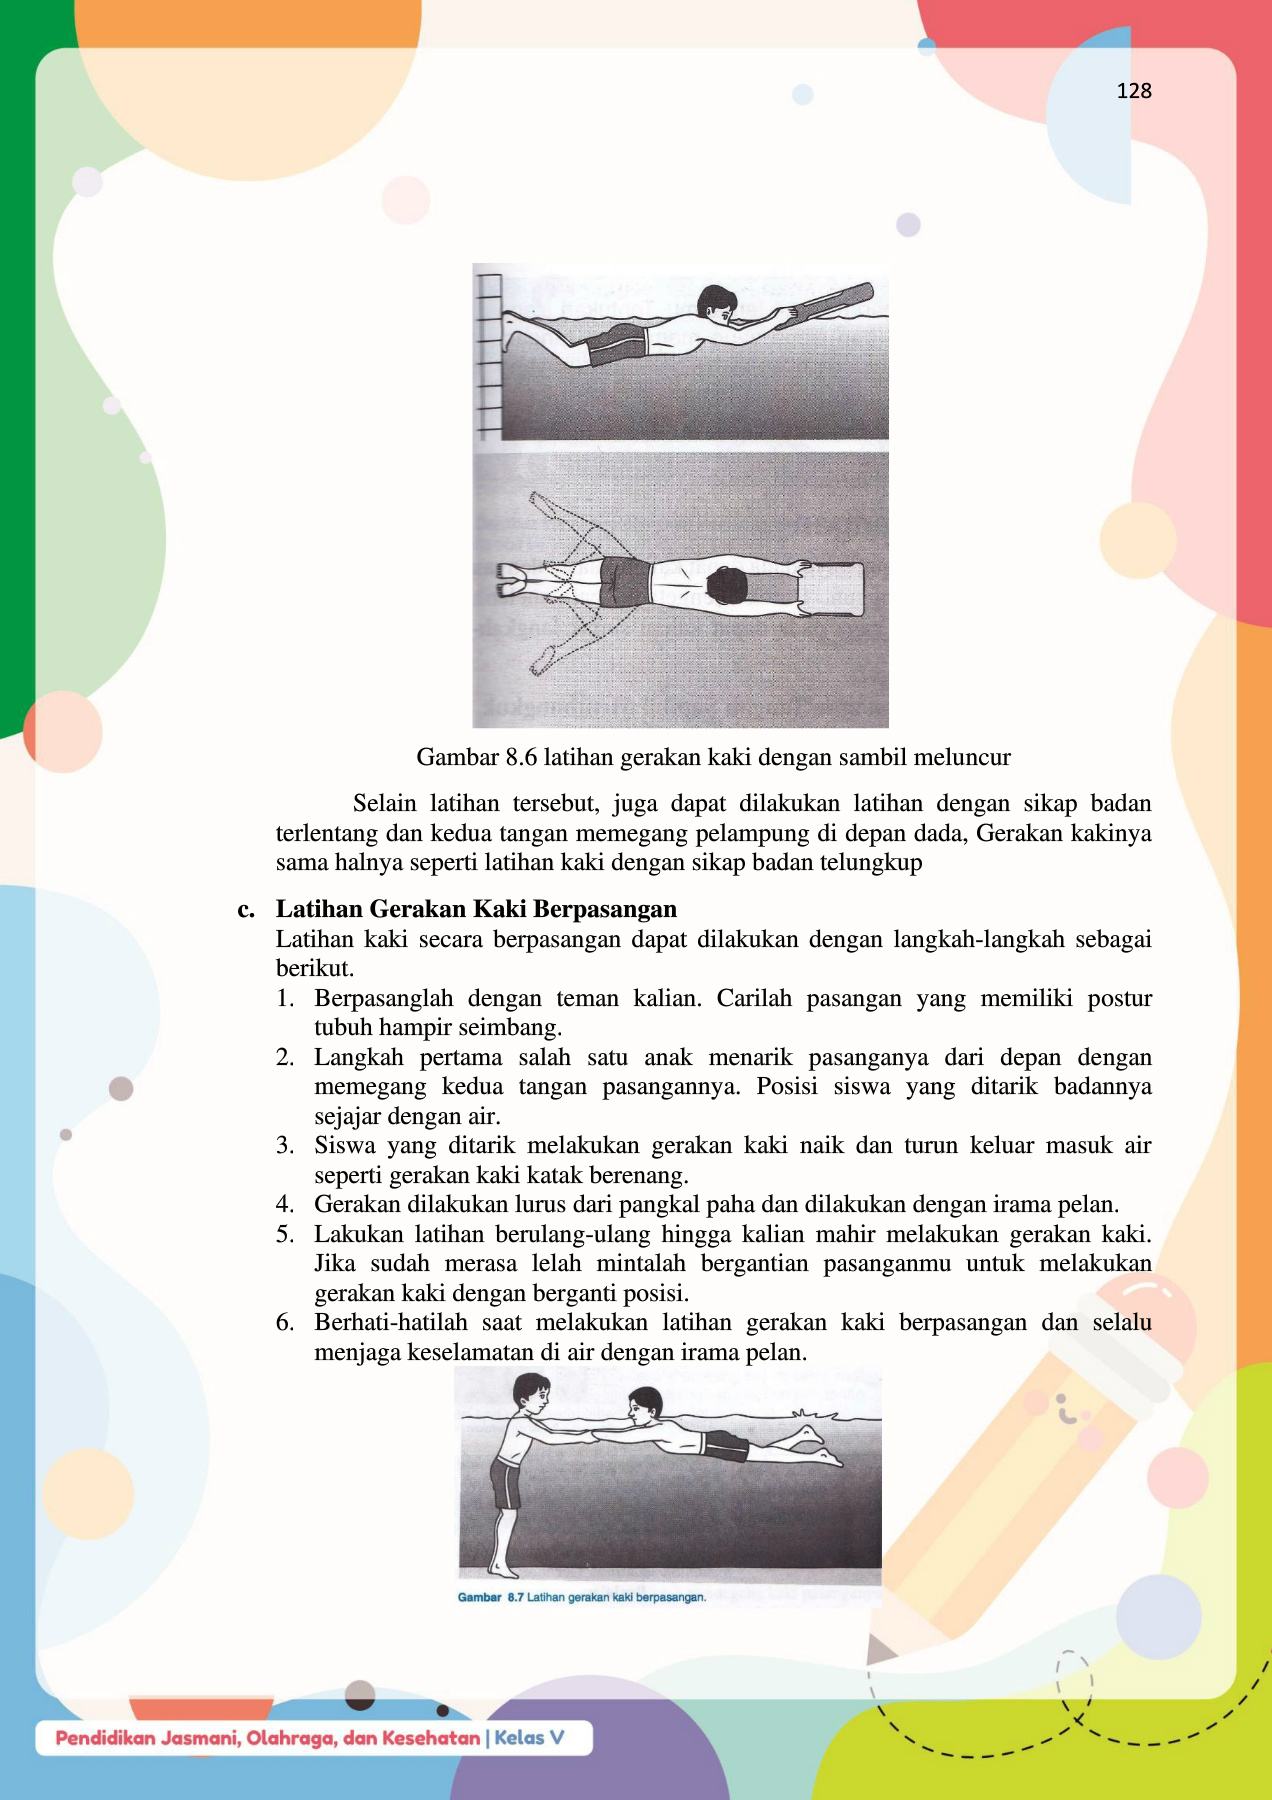 128
Gambar 8.6 latihan gerakan kaki dengan sambil meluncur
Selain latihan tersebut, juga dapat dilakukan latihan dengan sikap badan
terlentang dan kedua tangan memegang pelampung di depan dada, Gerakan kakinya
sama halnya seperti latihan kaki dengan sikap badan telungkup
c. Latihan Gerakan Kaki Berpasangan
Latihan kaki secara berpasangan dapat dilakukan dengan langkah-langkah sebagai
berikut.
1. Berpasanglah dengan teman kalian. Carilah pasangan yang memiliki postur
tubuh hampir seimbang.
2. Langkah pertama salah satu anak menarik pasanganya dari depan dengan
memegang kedua tangan pasangannya. Posisi siswa yang ditarik badannya
sejajar dengan air.
3. Siswa yang ditarik melakukan gerakan kaki naik dan turun keluar masuk air
seperti gerakan kaki katak berenang.
4. Gerakan dilakukan lurus dari pangkal paha dan dilakukan dengan irama pelan.
5. Lakukan latihan berulang-ulang hingga kalian mahir melakukan gerakan kaki.
Jika sudah merasa lelah mintalah bergantian pasanganmu untuk melakukan
gerakan kaki dengan berganti posisi.
6. Berhati-hatilah saat melakukan latihan gerakan kaki berpasangan dan selalu
menjaga keselamatan di air dengan irama pelan.
Gambar 8.7 Latihan gerakan kaki berpasangan.
Pendidikan Jasmani, Olahraga, dan Kesehatan | Kelas V